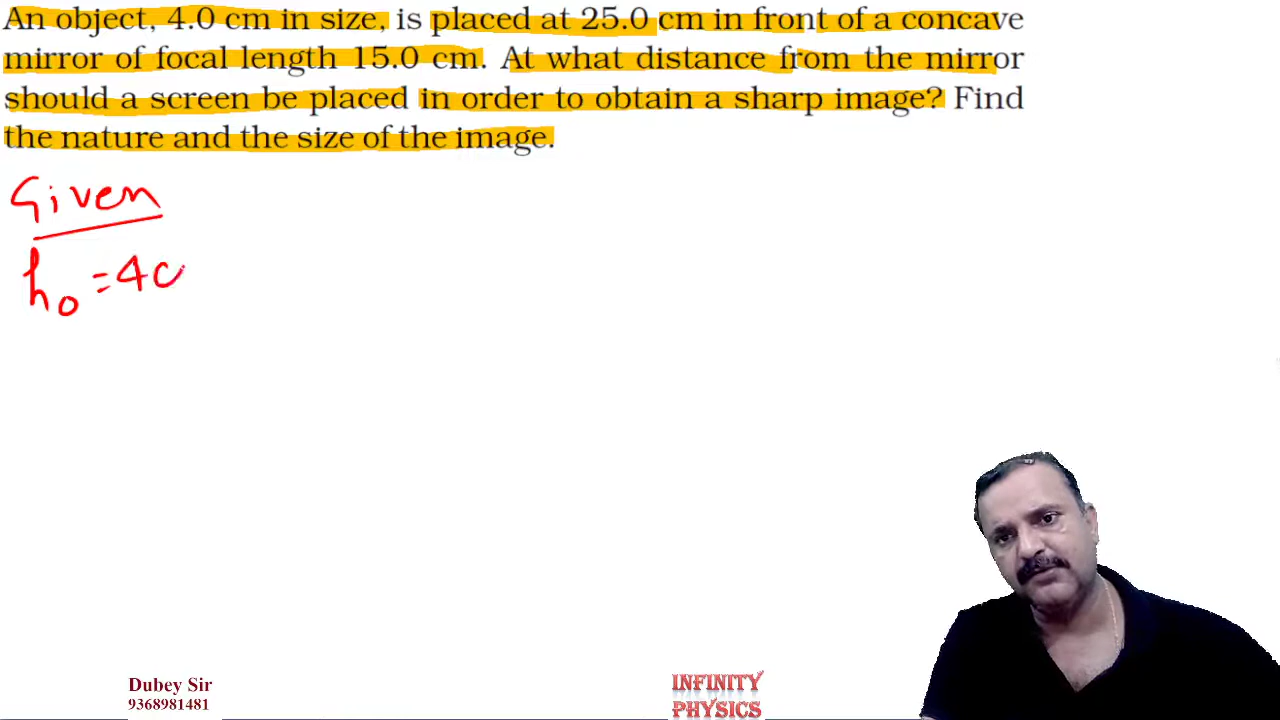 An object, 4.0 cm in size, is placed at 25.0 cm in front of a concave
mirror of focal length 15.0 cm. At what distance from the mirror
should a screen be placed in order to obtain a sharp image? Find
the nature and the size of the image.
Given
h₀ = 4c
Dubey Sir
9368981481
INFINITY
PHYSICS